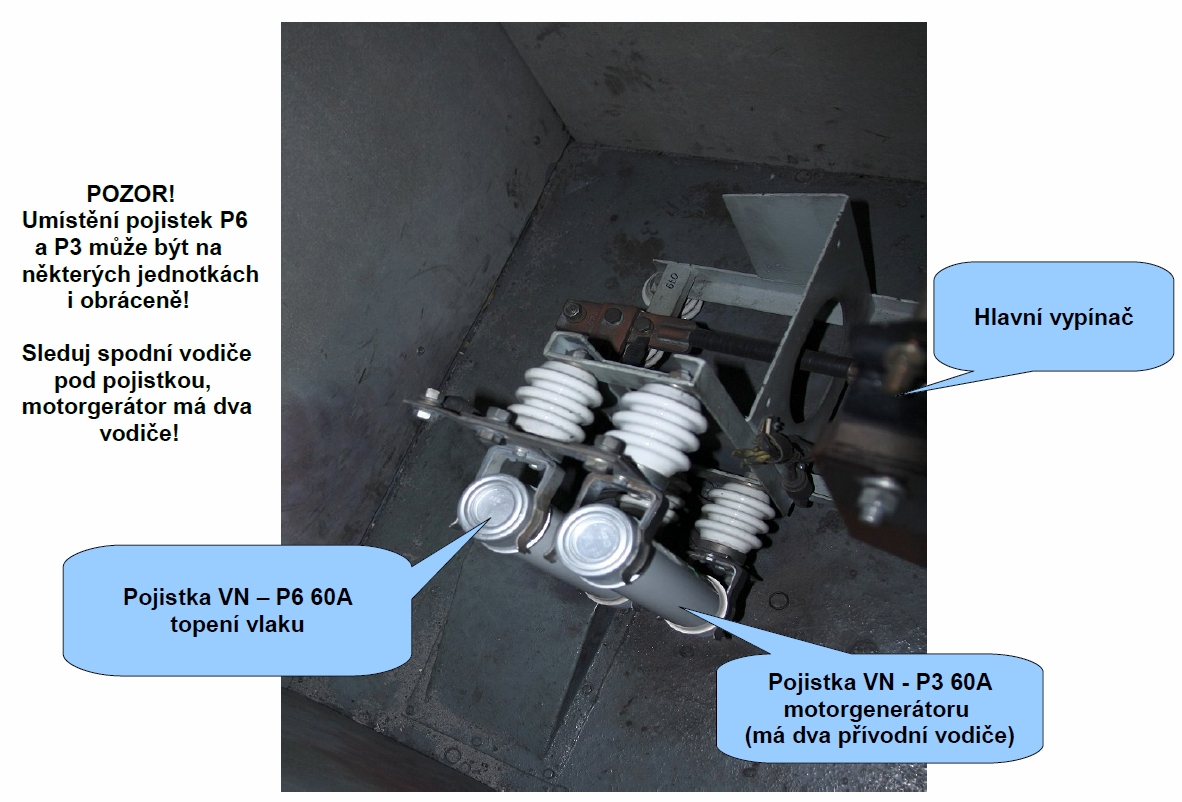 POZOR!
Umístění pojistek P6
a P3 může být na
některých jednotkách
i obráceně!
Sleduj spodní vodiče
pod pojistkou,
motorgerátor má dva
vodiče!
680
Hlavní vypínač
Pojistka VN – P6 60A
topení vlaku
Pojistka VN - P3 60A
motorgenerátoru
(má dva přívodní vodiče)